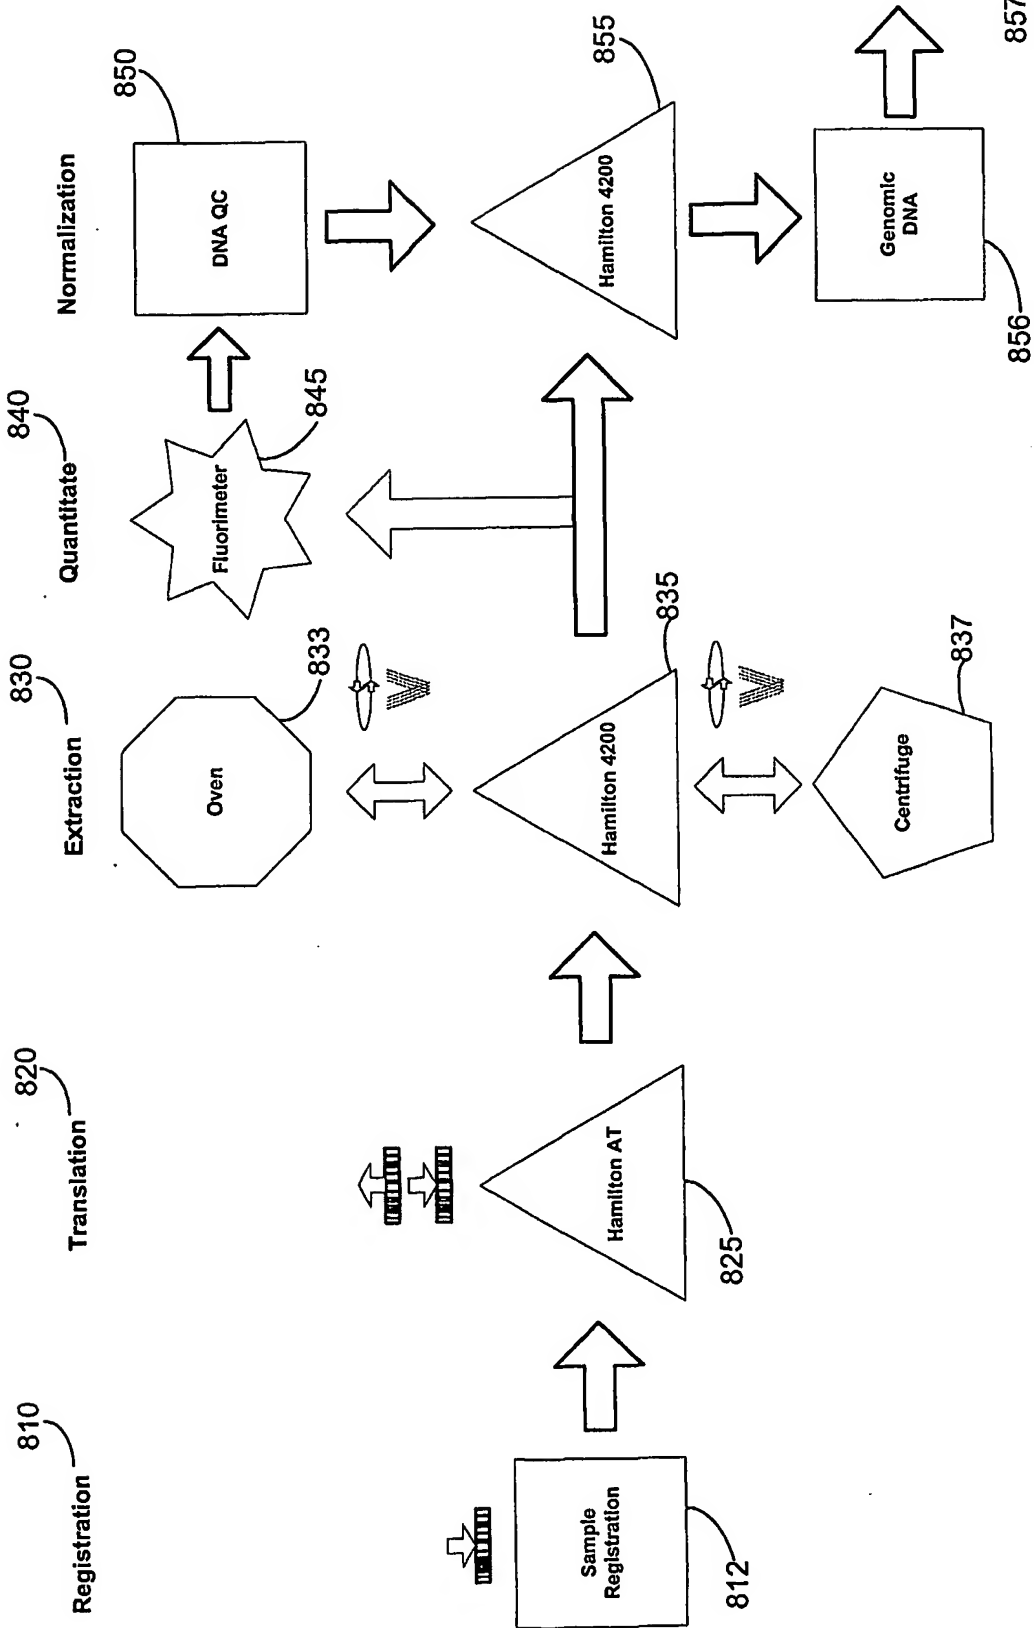 810
820
830
840
Registration
Translation
Extraction
Quantitate
Normalization
850
Oven
833
Fluorimeter
845
DNA QC
Sample
Registration
812
Hamilton AT
825
Hamilton 4200
835
Hamilton 4200
855
Centrifuge
837
Genomic
DNA
856
857